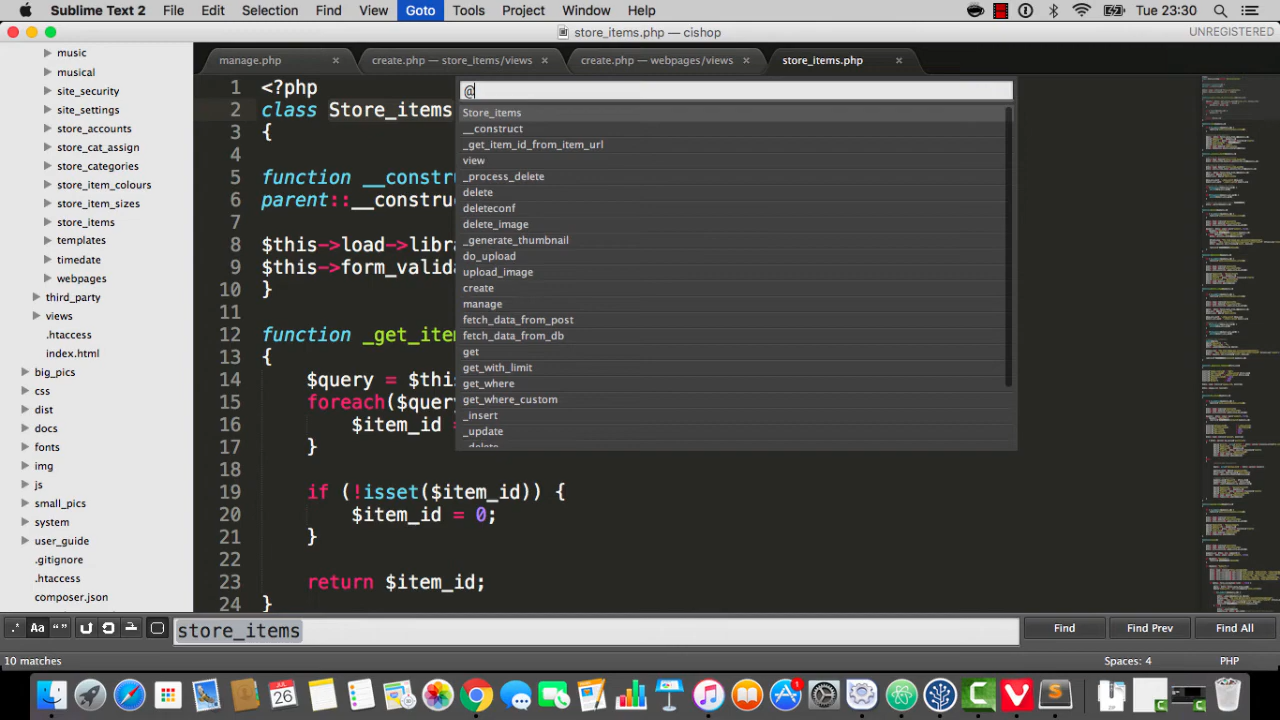 Sublime Text 2 File Edit Selection Find View Goto Tools Project Window Help Tue 23:30
store_items.php — cishop UNREGISTERED
manage.php × create.php — store_items/views × create.php — webpages/views × store_items.php ×
music
musical
site_security
site_settings
store_accounts
store_cat_assign
store_categories
store_item_colours
store_item_sizes
store_items
templates
timedate
webpages
third_party
views
.htaccess
index.html
big_pics
css
dist
docs
fonts
img
js
small_pics
system
user_guide
.gitignore
.htaccess
composer.json
1 <?php
2 class Store_items
3 {
4
5 function __constru
6 parent::__construc
7
8 $this->load->libra
9 $this->form_valida
10 }
11
12 function _get_ite
13 {
14 $query = $this
15 foreach($query
16 $item_id =
17 }
18
19 if (!isset($item_id)) {
20 $item_id = 0;
21 }
22
23 return $item_id;
24 }
@
Store_items
__construct
_get_item_id_from_item_url
view
_process_delete
delete
deleteconf
delete_image
_generate_thumbnail
do_upload
upload_image
create
manage
fetch_data_from_post
fetch_data_from_db
get
get_with_limit
get_where
get_where_custom
_insert
_update
_delete
.* Aa “ ” store_items Find Find Prev Find All
10 matches Spaces: 4 PHP